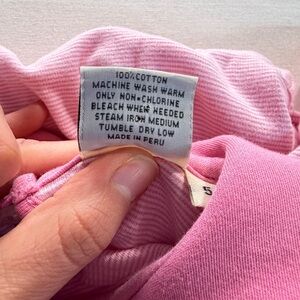 100% COTTON
MACHINE WASH WARM
ONLY NON-CHLORINE
BLEACH WHEN NEEDED
STEAM IRON MEDIUM
TUMBLE DRY LOW
MADE IN PERU
5